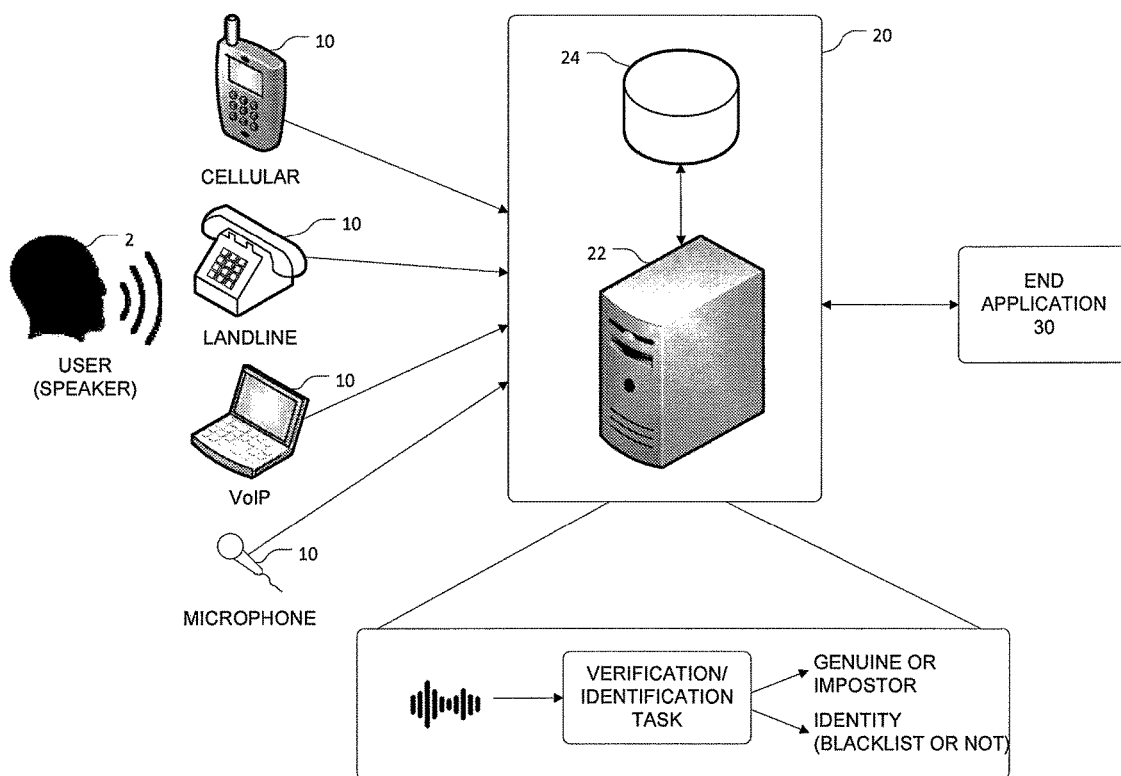 10
CELLULAR
10
LANDLINE
2
USER
(SPEAKER)
10
VoIP
10
MICROPHONE
20
24
22
END
APPLICATION
30
VERIFICATION/
IDENTIFICATION
TASK
GENUINE OR
IMPOSTOR
IDENTITY
(BLACKLIST OR NOT)